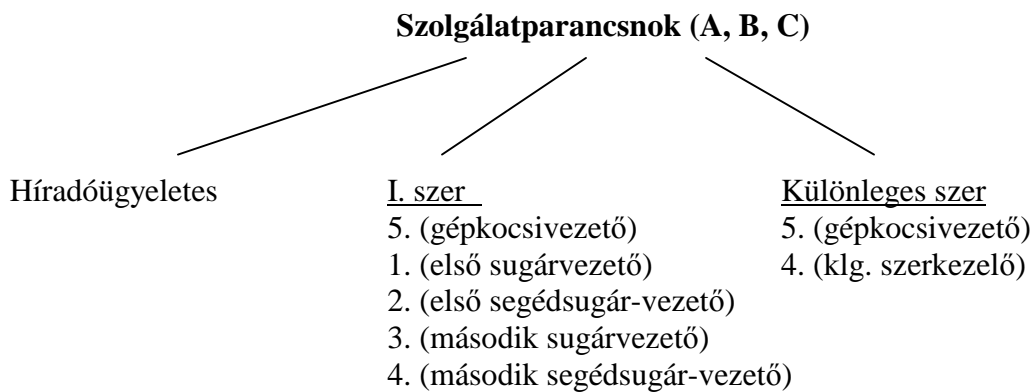 Szolgálatparancsnok (A, B, C)
Híradóügyeletes
I. szer
5. (gépkocsivezető)
1. (első sugárvezető)
2. (első segédsugár-vezető)
3. (második sugárvezető)
4. (második segédsugár-vezető)
Különleges szer
5. (gépkocsivezető)
4. (klg. szerkezelő)